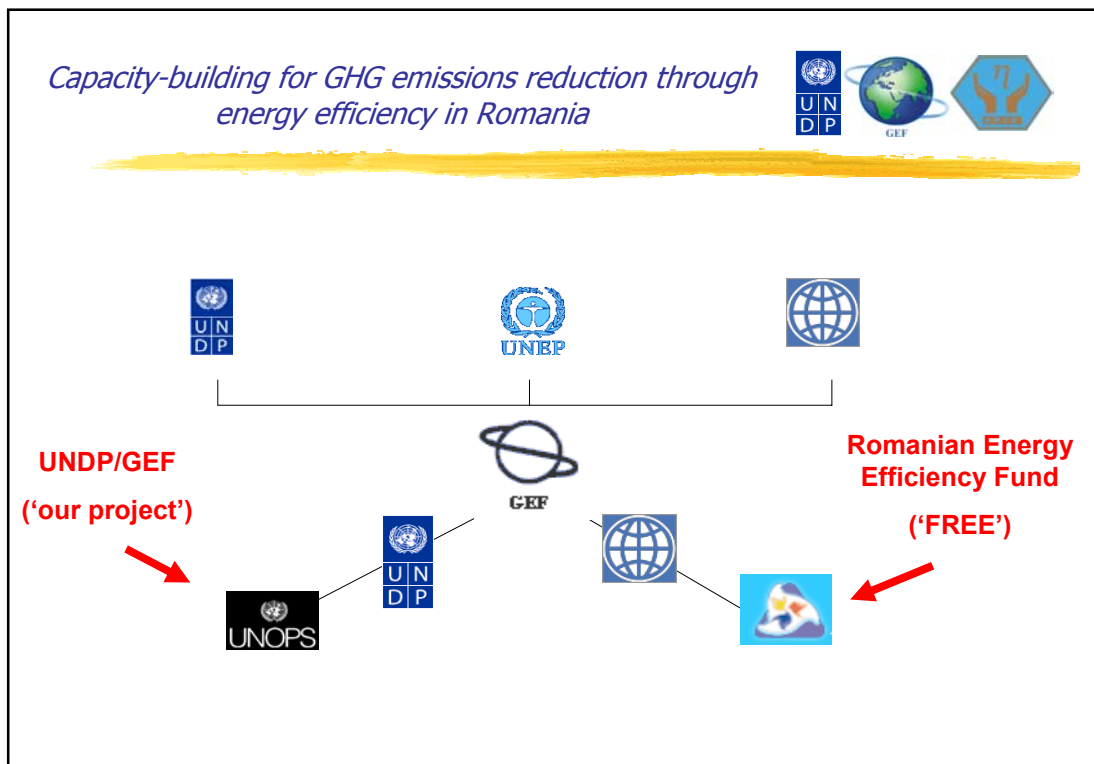 Capacity-building for GHG emissions reduction through
energy efficiency in Romania
U N
D P
GEF
η
U N
D P
UNEP
GEF
UNDP/GEF
(‘our project’)
Romanian Energy
Efficiency Fund
(‘FREE’)
U N
D P
UNOPS